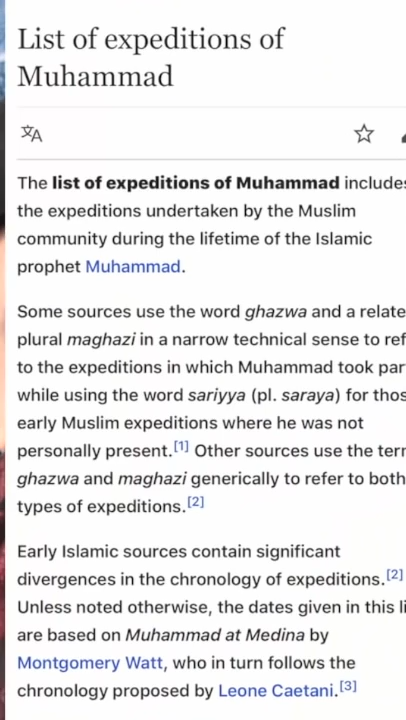 List of expeditions of
Muhammad
The list of expeditions of Muhammad includes
the expeditions undertaken by the Muslim
community during the lifetime of the Islamic
prophet Muhammad.
Some sources use the word ghazwa and a relate
plural maghazi in a narrow technical sense to ref
to the expeditions in which Muhammad took par
while using the word sariyya (pl. saraya) for thos
early Muslim expeditions where he was not
personally present.[1] Other sources use the terr
ghazwa and maghazi generically to refer to both
types of expeditions.[2]
Early Islamic sources contain significant
divergences in the chronology of expeditions.[2]
Unless noted otherwise, the dates given in this li
are based on Muhammad at Medina by
Montgomery Watt, who in turn follows the
chronology proposed by Leone Caetani.[3]